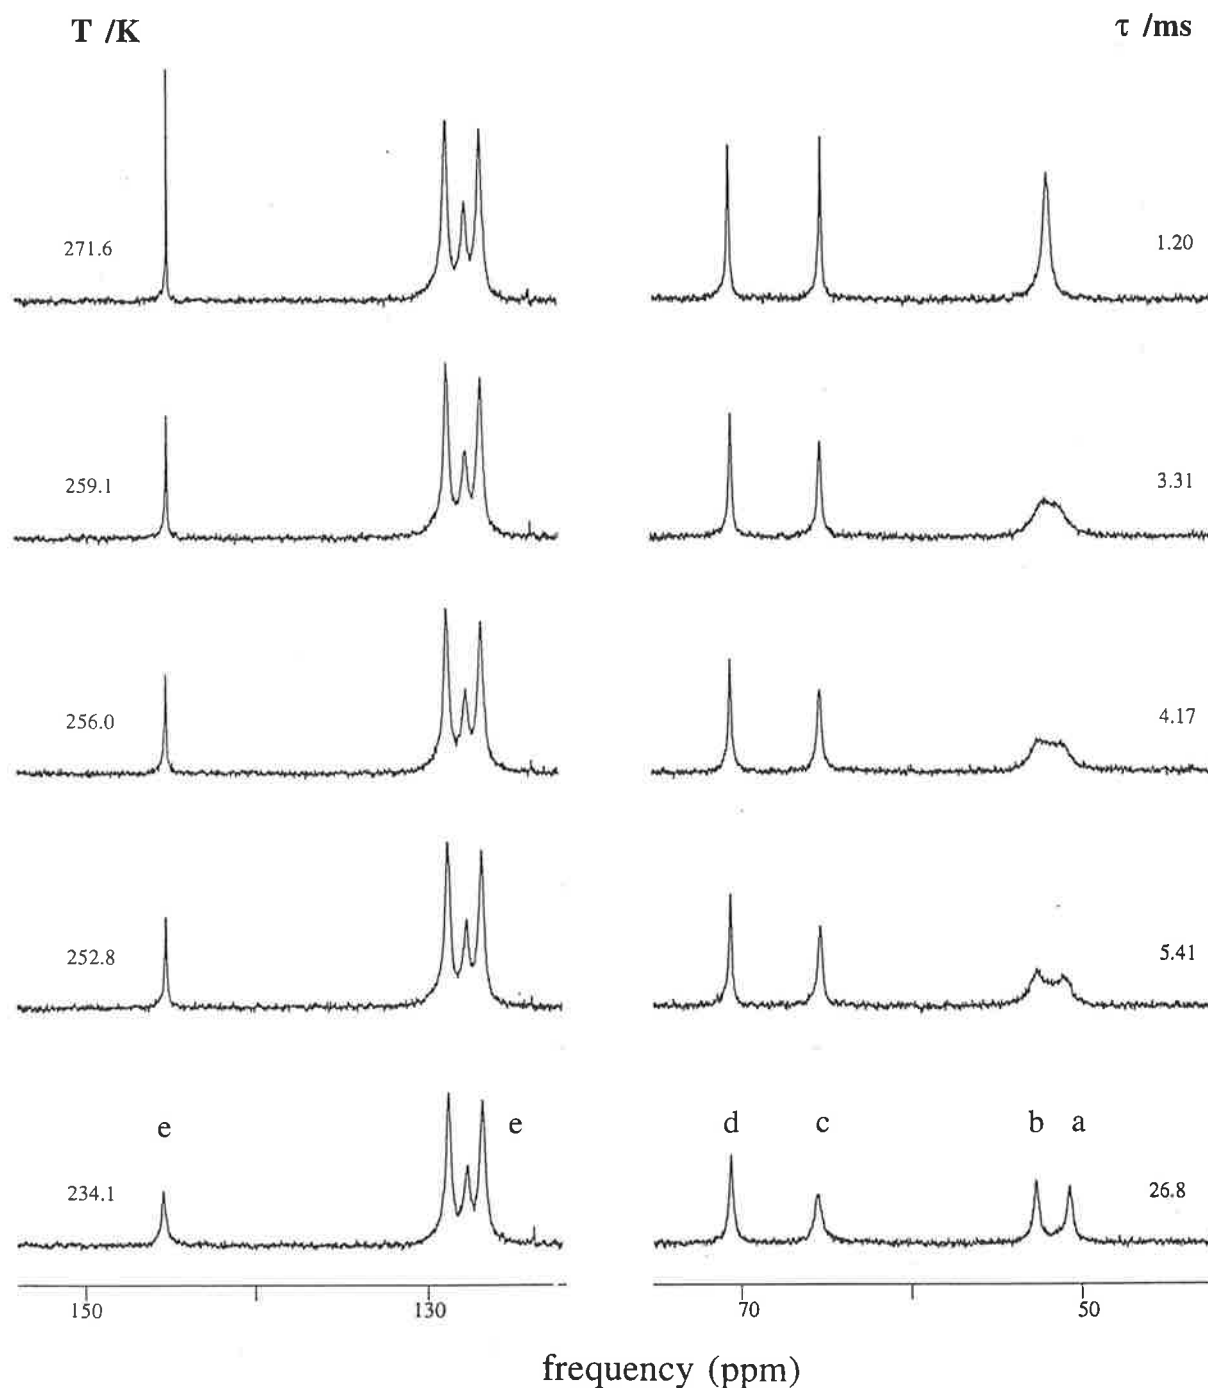 T /K τ /ms
271.6 1.20
259.1 3.31
256.0 4.17
252.8 5.41
e e d c b a
234.1 26.8
150 130 70 50
frequency (ppm)